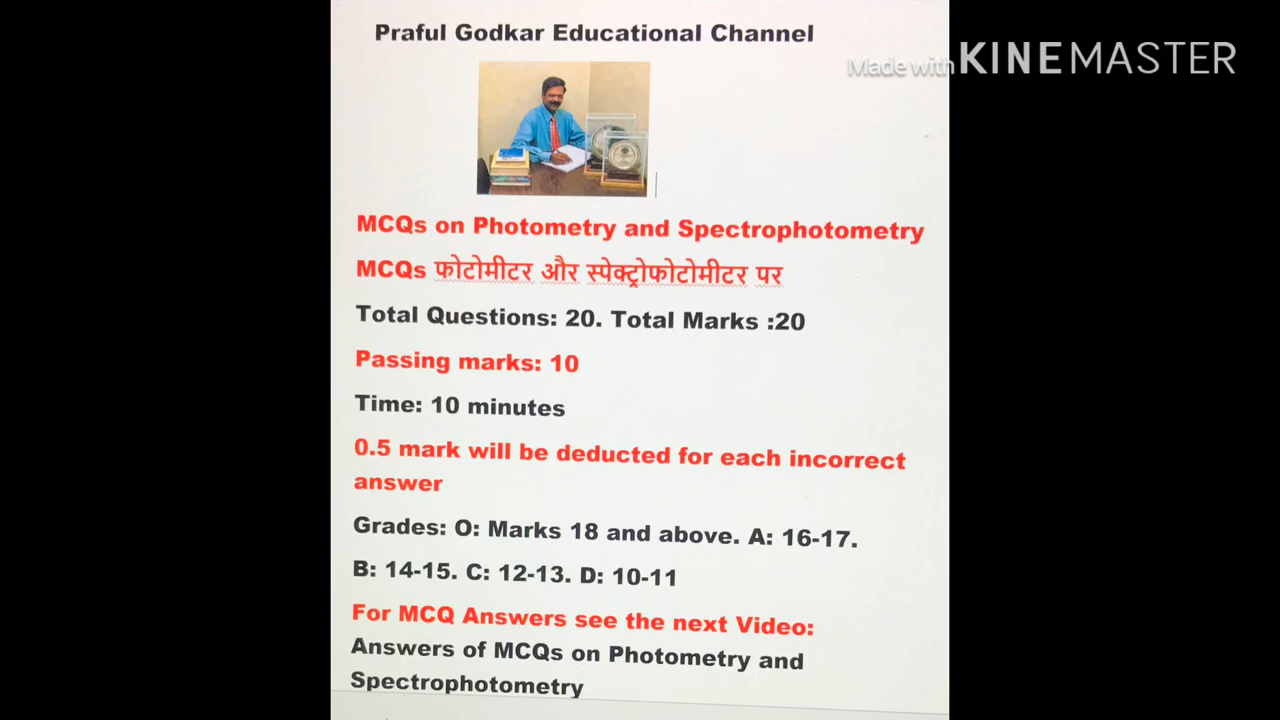 Praful Godkar Educational Channel
Made with KINEMASTER
MCQs on Photometry and Spectrophotometry
MCQs फोटोमीटर और स्पेक्ट्रोफोटोमीटर पर
Total Questions: 20. Total Marks :20
Passing marks: 10
Time: 10 minutes
0.5 mark will be deducted for each incorrect
answer
Grades: O: Marks 18 and above. A: 16-17.
B: 14-15. C: 12-13. D: 10-11
For MCQ Answers see the next Video:
Answers of MCQs on Photometry and
Spectrophotometry